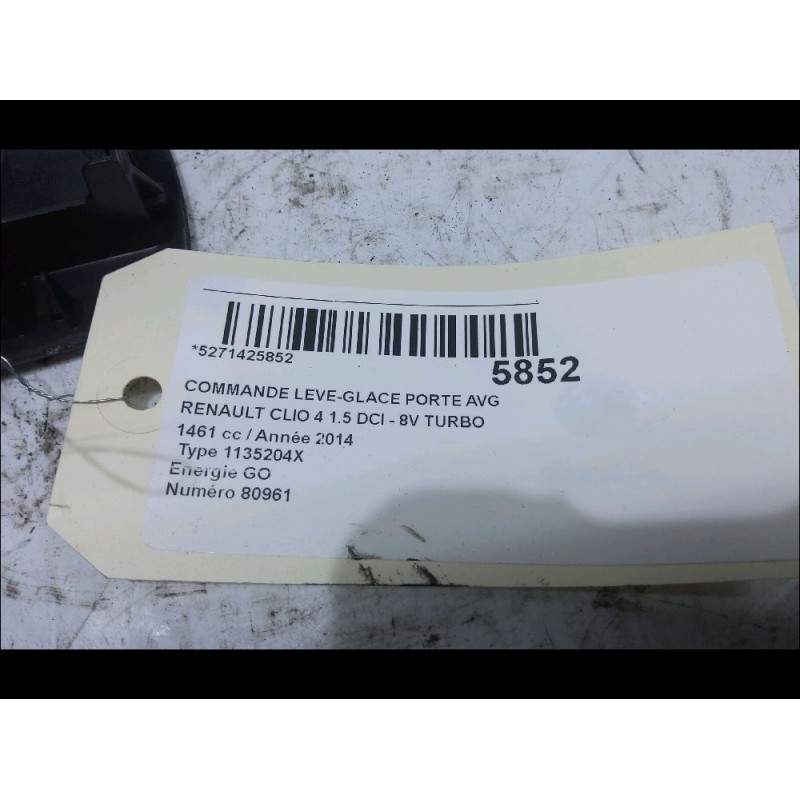 *5271425852
5852
COMMANDE LEVE-GLACE PORTE AVG
RENAULT CLIO 4 1.5 DCI - 8V TURBO
1461 cc / Année 2014
Type 1135204X
Energie GO
Numéro 80961